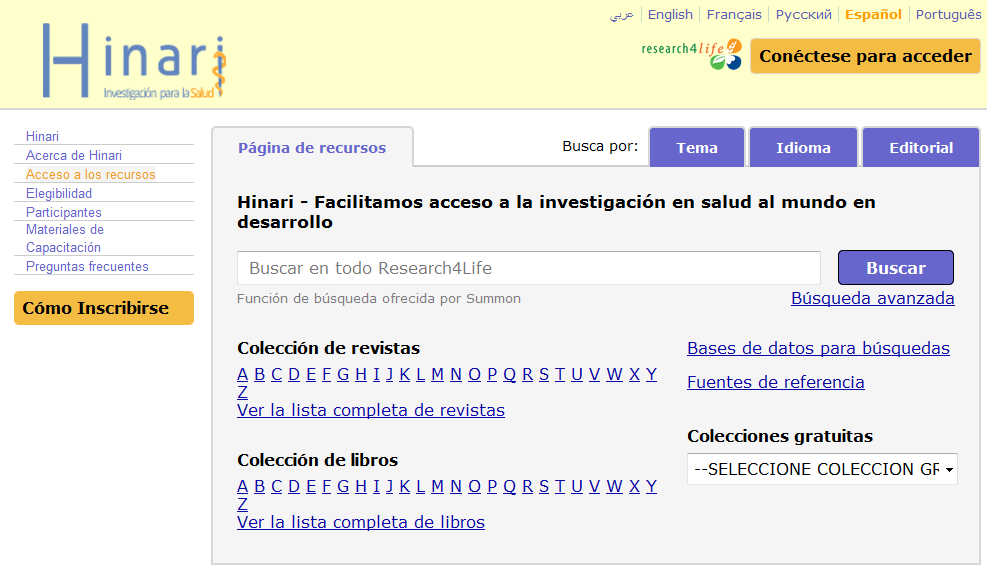 عربي English Français Русский Español Português
Hinari
Investigación para la Salud
research4life
Conéctese para acceder
Hinari
Acerca de Hinari
Acceso a los recursos
Elegibilidad
Participantes
Materiales de
Capacitación
Preguntas frecuentes
Cómo Inscribirse
Página de recursos
Busca por: Tema Idioma Editorial
Hinari - Facilitamos acceso a la investigación en salud al mundo en
desarrollo
Buscar en todo Research4Life
Buscar
Función de búsqueda ofrecida por Summon
Búsqueda avanzada
Colección de revistas
A B C D E F G H I J K L M N O P Q R S T U V W X Y
Z
Ver la lista completa de revistas
Colección de libros
A B C D E F G H I J K L M N O P Q R S T U V W X Y
Z
Ver la lista completa de libros
Bases de datos para búsquedas
Fuentes de referencia
Colecciones gratuitas
--SELECCIONE COLECCION GR